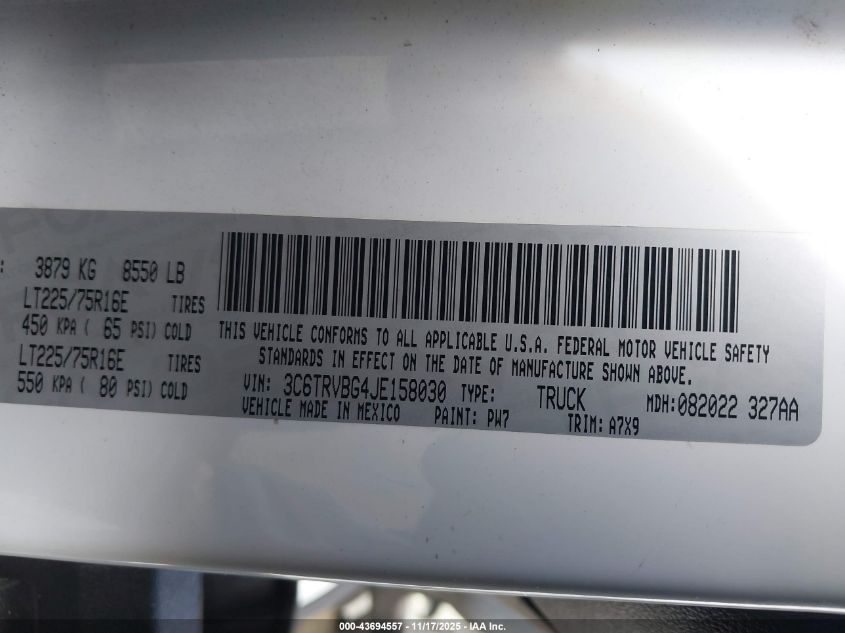 : 3879 KG 8550 LB
LT225/75R16E TIRES
450 KPA ( 65 PSI) COLD
LT225/75R16E TIRES
550 KPA ( 80 PSI) COLD
THIS VEHICLE CONFORMS TO ALL APPLICABLE U.S.A. FEDERAL MOTOR VEHICLE SAFETY
STANDARDS IN EFFECT ON THE DATE OF MANUFACTURE SHOWN ABOVE.
VIN: 3C6TRVBG4JE158030 TYPE: TRUCK MDH:082022 327AA
VEHICLE MADE IN MEXICO PAINT: PW7 TRIM: A7X9
000-43694557 - 11/17/2025 - IAA Inc.